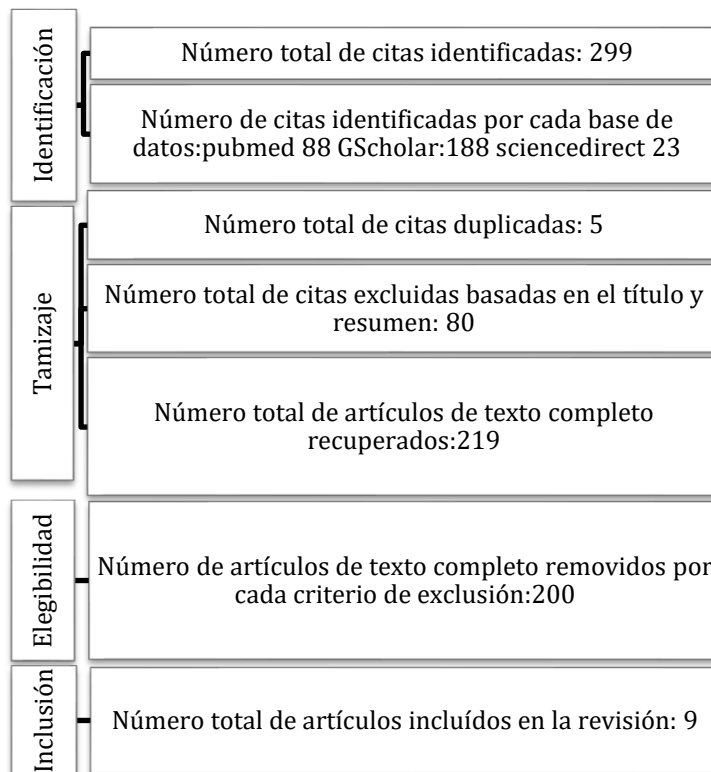 Identificación
Número total de citas identificadas: 299
Número de citas identificadas por cada base de
datos:pubmed 88 GScholar:188 sciencedirect 23
Tamizaje
Número total de citas duplicadas: 5
Número total de citas excluidas basadas en el título y
resumen: 80
Número total de artículos de texto completo
recuperados:219
Elegibilidad
Número de artículos de texto completo removidos por
cada criterio de exclusión:200
Inclusión
Número total de artículos incluídos en la revisión: 9